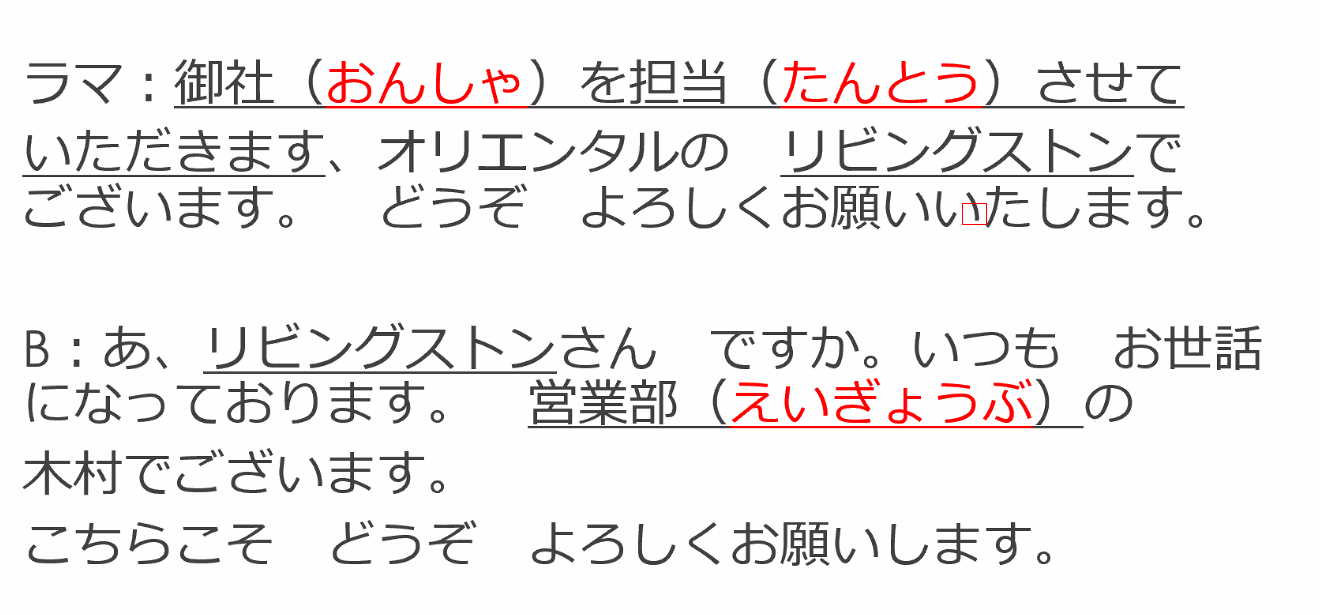 ラマ：御社（おんしゃ）を担当（たんとう）させて
いただきます、オリエンタルの　リビングストンで
ございます。　どうぞ　よろしくお願いいたします。
B：あ、リビングストンさん　ですか。いつも　お世話
になっております。　営業部（えいぎょうぶ）の
木村でございます。
こちらこそ　どうぞ　よろしくお願いします。